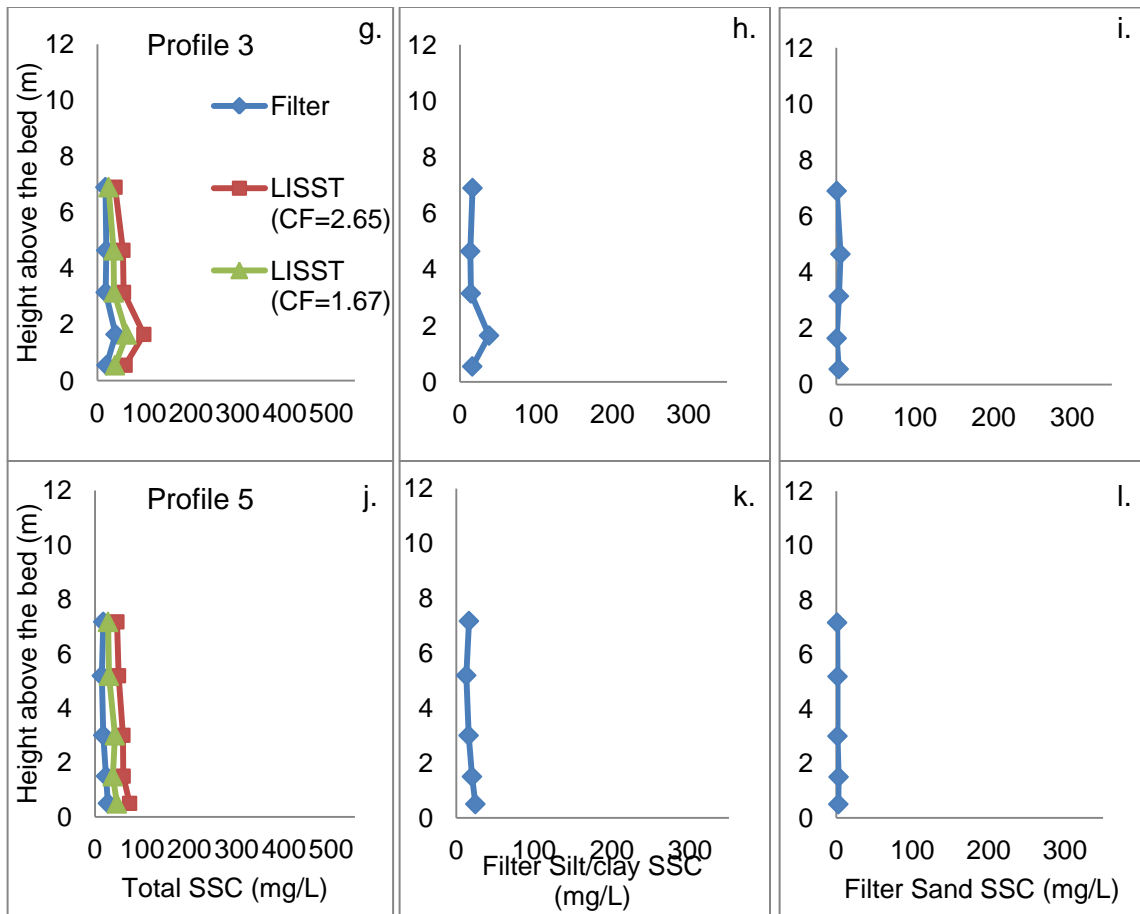 g.
Profile 3
Height above the bed (m)
12
10
8
6
4
2
0
Filter
LISST
(CF=2.65)
LISST
(CF=1.67)
0 100 200 300 400 500
h.
12
10
8
6
4
2
0
0 100 200 300
i.
12
10
8
6
4
2
0
0 100 200 300
j.
Profile 5
Height above the bed (m)
12
10
8
6
4
2
0
0 100 200 300 400 500
Total SSC (mg/L)
k.
12
10
8
6
4
2
0
0 100 200 300
Filter Silt/clay SSC
(mg/L)
l.
12
10
8
6
4
2
0
0 100 200 300
Filter Sand SSC (mg/L)